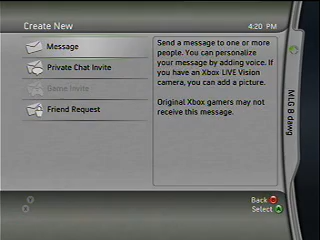 Create New
4:20 PM
Message
Private Chat Invite
Game Invite
Friend Request
Send a message to one or more
people. You can personalize
your message by adding voice. If
you have an Xbox LIVE Vision
camera, you can add a picture.
Original Xbox gamers may not
receive this message.
MLG B dawg
Back B
Select A
Y
X